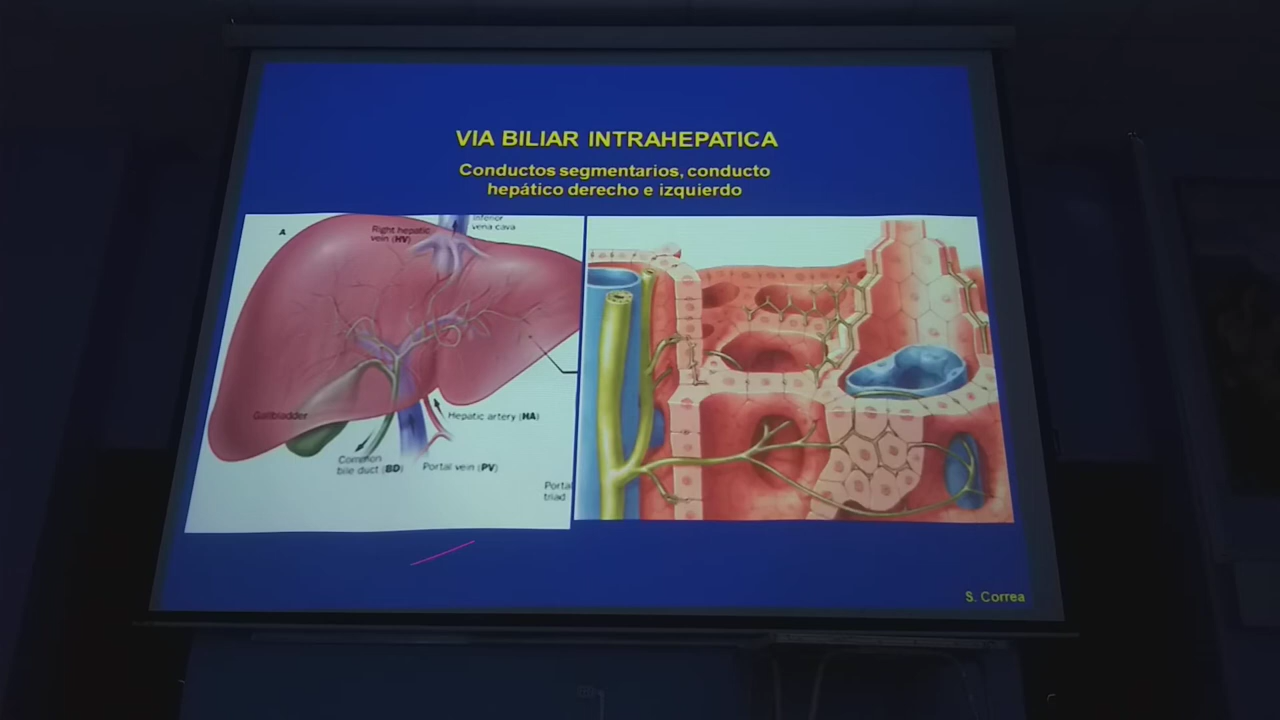 VIA BILIAR INTRAHEPATICA
Conductos segmentarios, conducto
hepático derecho e izquierdo
A
Right hepatic
vein (HV)
Inferior
vena cava
Gallbladder
Hepatic artery (HA)
Common
bile duct (BD)
Portal vein (PV)
Portal
triad
S. Correa